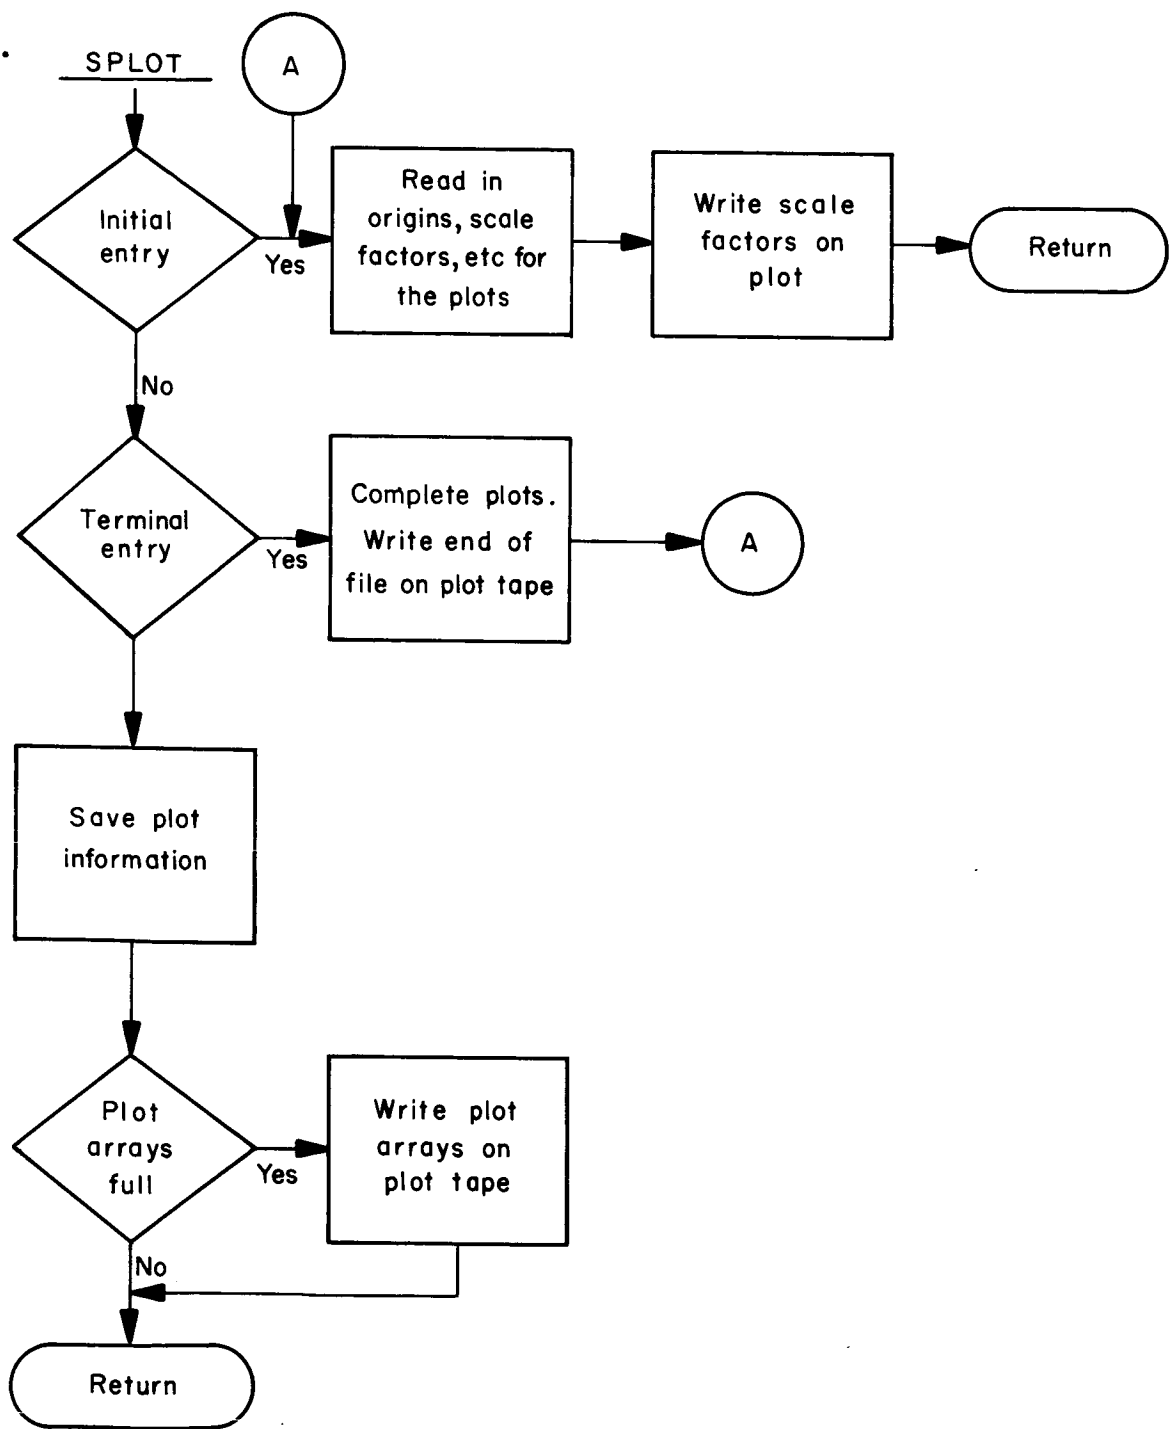 SPLOT
A
Initial
entry
Yes
Read in
origins, scale
factors, etc for
the plots
Write scale
factors on
plot
Return
No
Terminal
entry
Yes
Complete plots.
Write end of
file on plot tape
A
Save plot
information
Plot
arrays
full
Yes
Write plot
arrays on
plot tape
No
Return